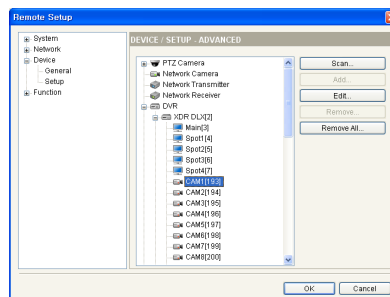 Remote Setup
System
Network
Device
General
Setup
Function
DEVICE / SETUP - ADVANCED
PTZ Camera
Network Camera
Network Transmitter
Network Receiver
DVR
XDR DLX[2]
Main[3]
Spot1[4]
Spot2[5]
Spot3[6]
Spot4[7]
CAM1[193]
CAM2[194]
CAM3[195]
CAM4[196]
CAM5[197]
CAM6[198]
CAM7[199]
CAM8[200]
Scan...
Add...
Edit...
Remove...
Remove All...
OK
Cancel